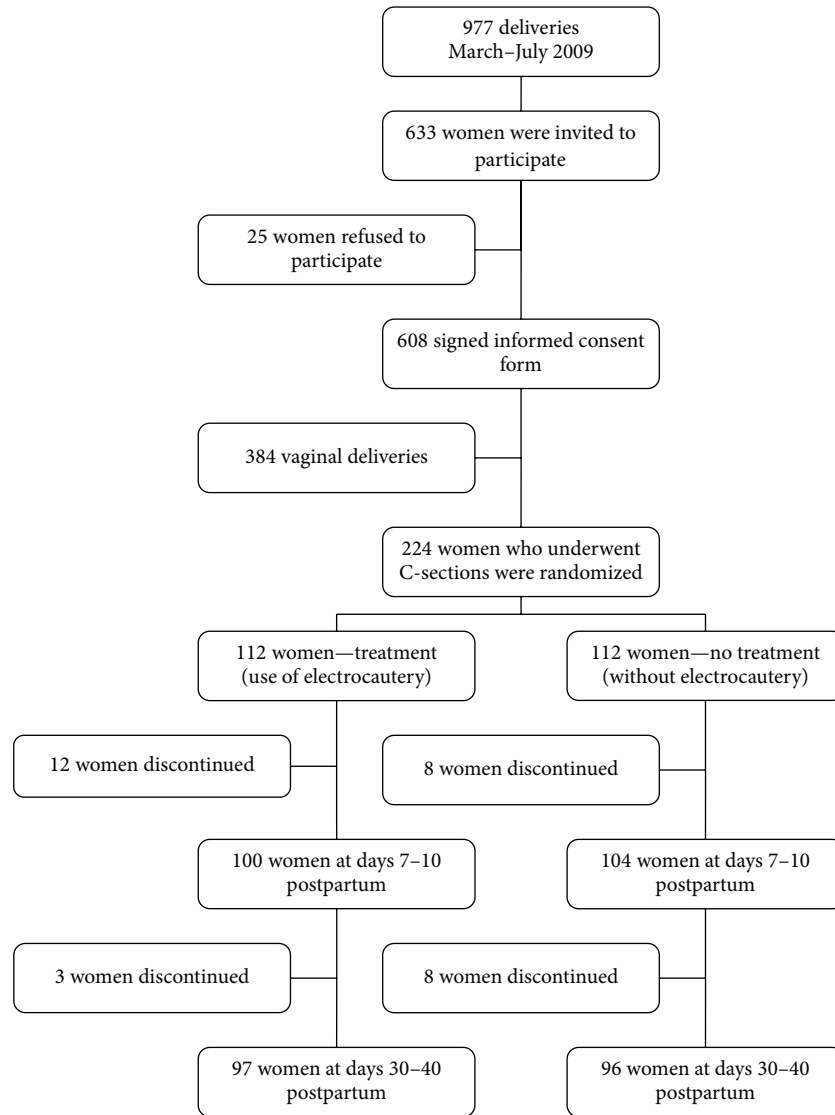 977 deliveries
March–July 2009
633 women were invited to
participate
25 women refused to
participate
608 signed informed consent
form
384 vaginal deliveries
224 women who underwent
C-sections were randomized
112 women—treatment
(use of electrocautery)
112 women—no treatment
(without electrocautery)
12 women discontinued
8 women discontinued
100 women at days 7–10
postpartum
104 women at days 7–10
postpartum
3 women discontinued
8 women discontinued
97 women at days 30–40
postpartum
96 women at days 30–40
postpartum